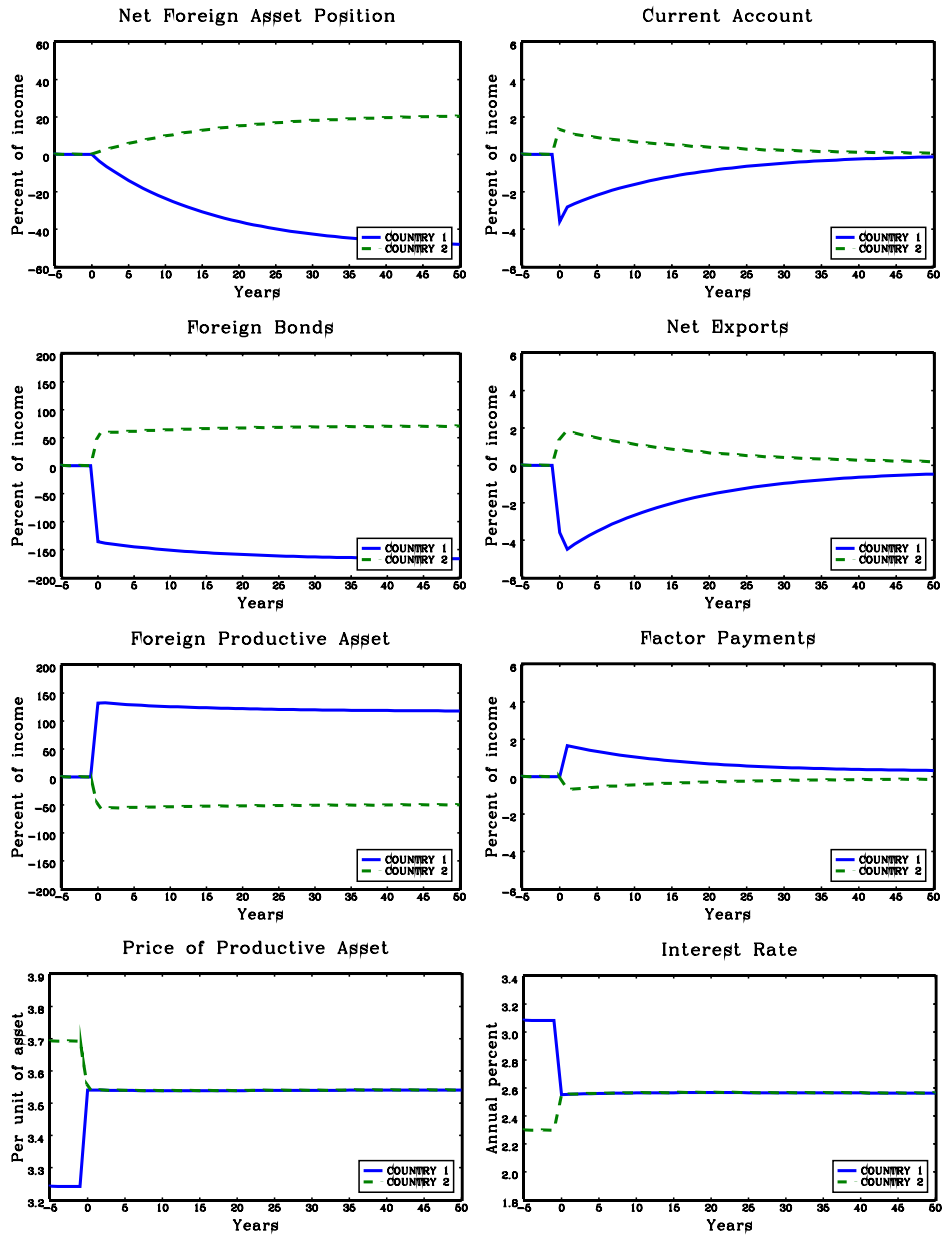 Net Foreign Asset Position
Percent of income
60
40
20
0
-20
-40
-60
-5 0 5 10 15 20 25 30 35 40 45 50
Years
COUNTRY 1
COUNTRY 2
Current Account
Percent of income
6
4
2
0
-2
-4
-6
-5 0 5 10 15 20 25 30 35 40 45 50
Years
COUNTRY 1
COUNTRY 2
Foreign Bonds
Percent of income
200
150
100
50
0
-50
-100
-150
-200
-5 0 5 10 15 20 25 30 35 40 45 50
Years
COUNTRY 1
COUNTRY 2
Net Exports
Percent of income
6
4
2
0
-2
-4
-6
-5 0 5 10 15 20 25 30 35 40 45 50
Years
COUNTRY 1
COUNTRY 2
Foreign Productive Asset
Percent of income
200
150
100
50
0
-50
-100
-150
-200
-5 0 5 10 15 20 25 30 35 40 45 50
Years
COUNTRY 1
COUNTRY 2
Factor Payments
Percent of income
6
4
2
0
-2
-4
-6
-5 0 5 10 15 20 25 30 35 40 45 50
Years
COUNTRY 1
COUNTRY 2
Price of Productive Asset
Per unit of asset
3.9
3.8
3.7
3.6
3.5
3.4
3.3
3.2
-5 0 5 10 15 20 25 30 35 40 45 50
Years
COUNTRY 1
COUNTRY 2
Interest Rate
Annual percent
3.4
3.2
3.0
2.8
2.6
2.4
2.2
2.0
1.8
-5 0 5 10 15 20 25 30 35 40 45 50
Years
COUNTRY 1
COUNTRY 2